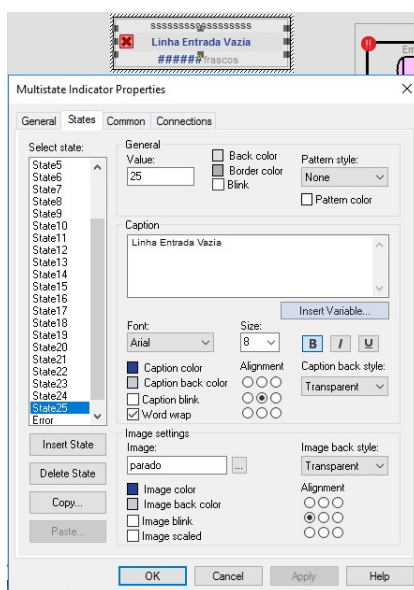 sssssssssssssssss
Linha Entrada Vazia
###### frascos
Multistate Indicator Properties
General States Common Connections
Select state:
State5
State6
State7
State8
State9
State10
State11
State12
State13
State14
State15
State16
State17
State18
State19
State20
State21
State22
State23
State24
State25
Error
Insert State
Delete State
Copy...
Paste...
General
Value:
25
Back color
Border color
Blink
Pattern style:
None
Pattern color
Caption
Linha Entrada Vazia
Insert Variable...
Font:
Arial
Size:
8
B I U
Caption color
Caption back color
Caption blink
Word wrap
Alignment
Caption back style:
Transparent
Image settings
Image:
parado
...
Image back style:
Transparent
Image color
Image back color
Image blink
Image scaled
Alignment
OK Cancel Apply Help